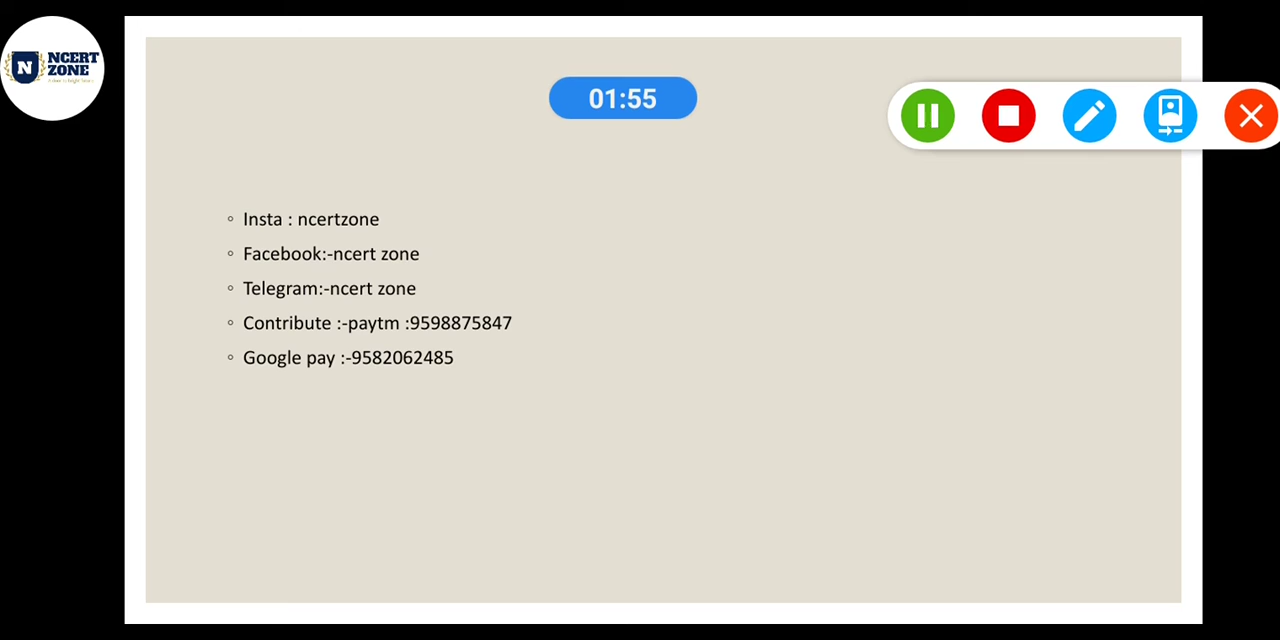 NCERT
ZONE
01:55
Insta : ncertzone
Facebook:-ncert zone
Telegram:-ncert zone
Contribute :-paytm :9598875847
Google pay :-9582062485